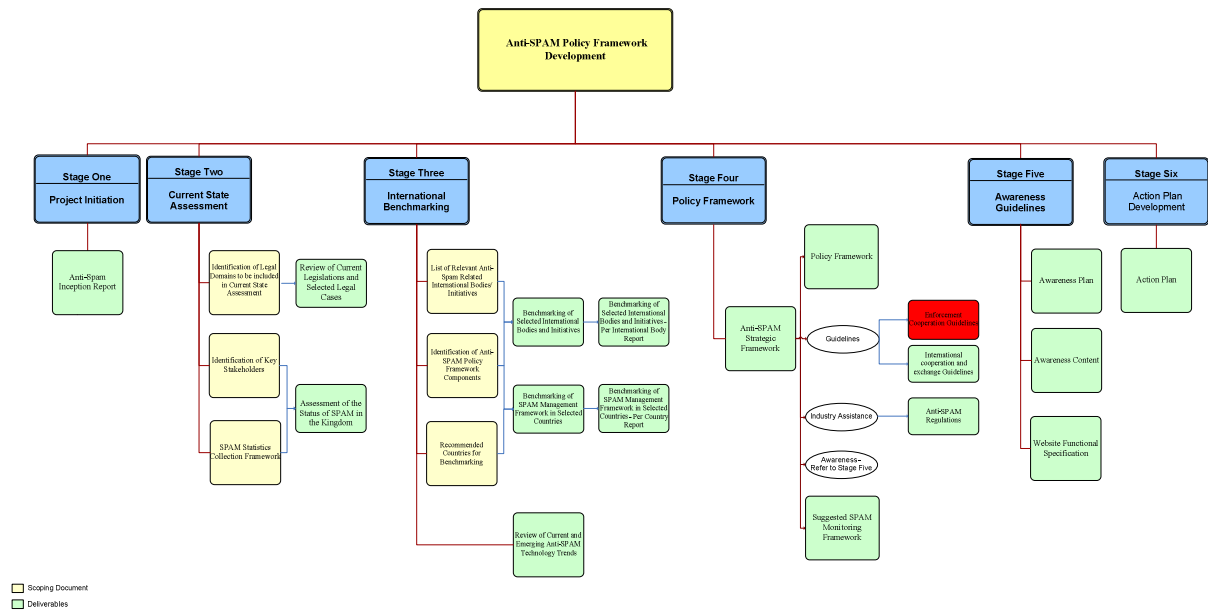 Anti-SPAM Policy Framework
Development
Stage One
Project Initiation
Stage Two
Current State
Assessment
Stage Three
International
Benchmarking
Stage Four
Policy Framework
Stage Five
Awareness
Guidelines
Stage Six
Action Plan
Development
Anti-Spam
Inception Report
Identification of Legal
Domains to be included
in Current State
Assessment
Review of Current
Legislations and
Selected Legal
Cases
Identification of Key
Stakeholders
Assessment of the
Status of SPAM in
the Kingdom
SPAM Statistics
Collection Framework
List of Relevant Anti-
Spam Related
International Bodies/
Initiatives
Benchmarking of
Selected International
Bodies and Initiatives
Benchmarking of
Selected International
Bodies and Initiatives–
Per International Body
Report
Identification of Anti-
SPAM Policy
Framework
Components
Benchmarking of
SPAM Management
Framework in Selected
Countries
Benchmarking of
SPAM Management
Framework in Selected
Countries–Per Country
Report
Recommended
Countries for
Benchmarking
Review of Current and
Emerging Anti-SPAM
Technology Trends
Anti-SPAM
Strategic
Framework
Policy Framework
Guidelines
Enforcement
Cooperation Guidelines
International
cooperation and
exchange Guidelines
Industry Assistance
Anti-SPAM
Regulations
Awareness–
Refer to Stage Five
Suggested SPAM
Monitoring
Framework
Awareness Plan
Awareness Content
Website Functional
Specification
Action Plan
Scoping Document
Deliverables